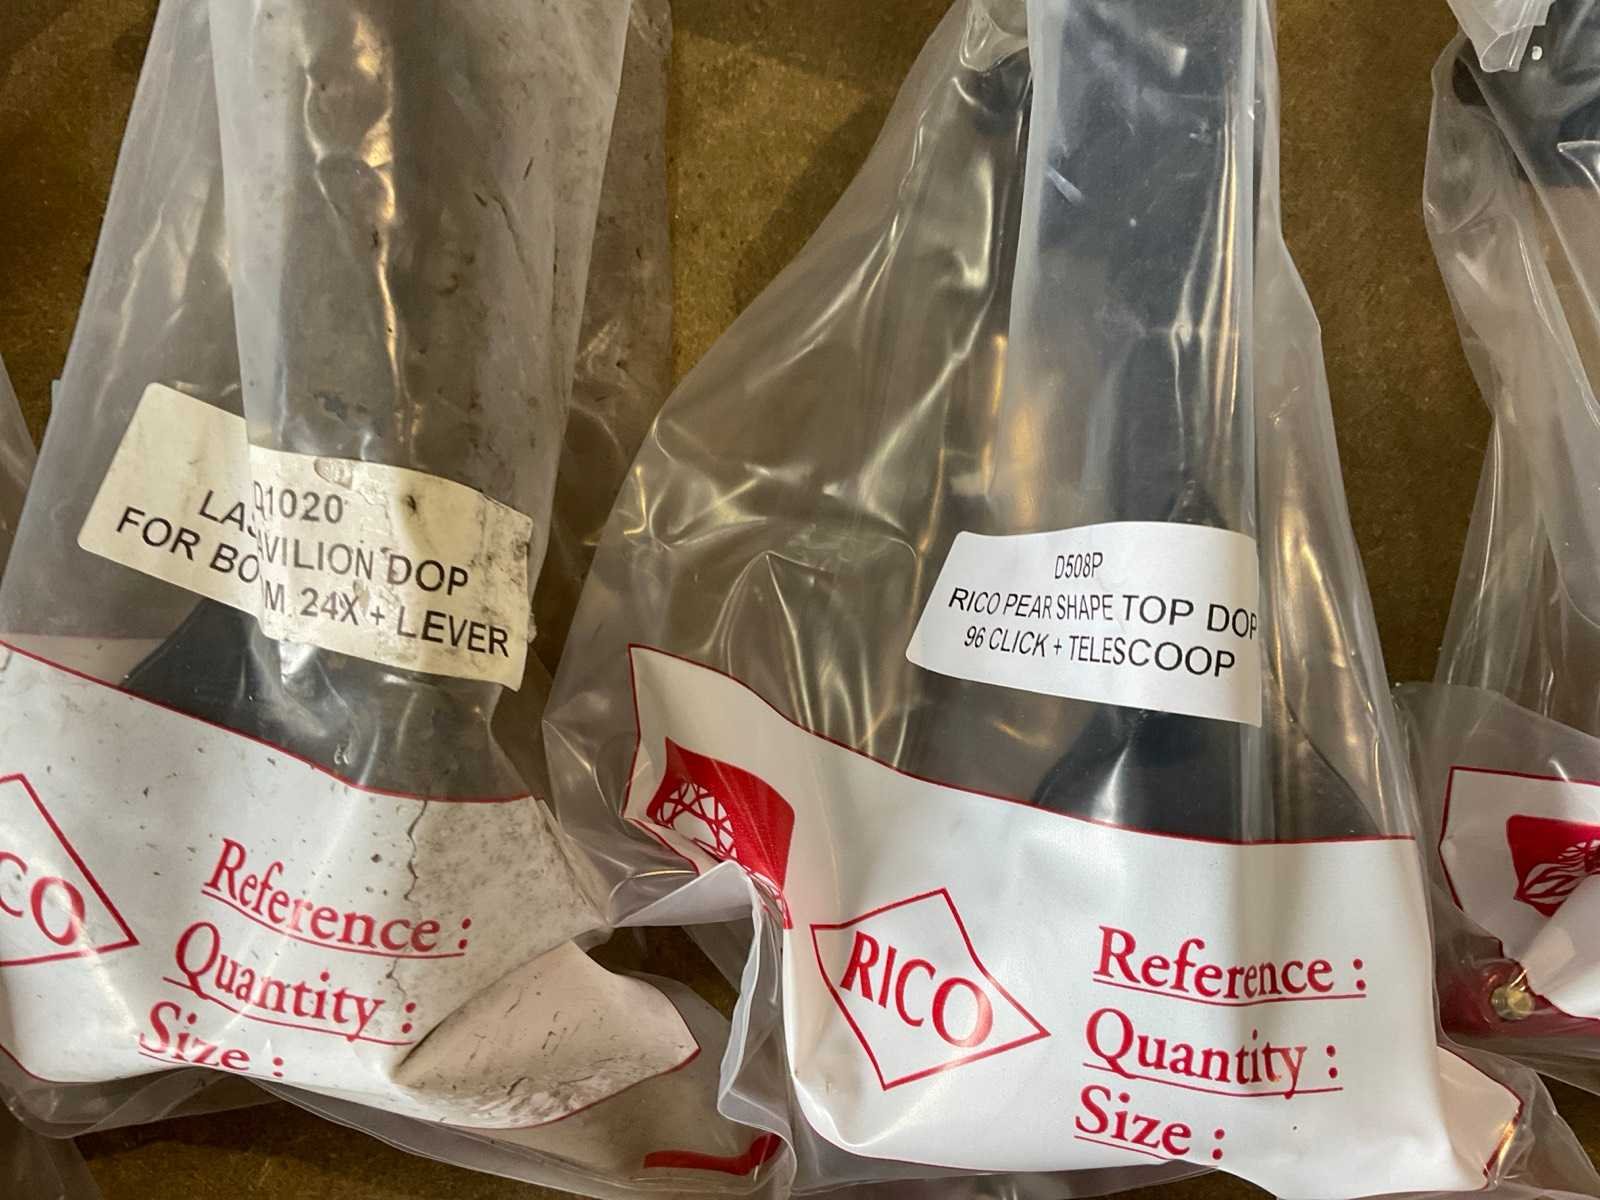 D1020
LAS AVILION DOP
FOR BO M. 24X + LEVER
CO
Reference :
Quantity :
Size :
D508P
RICO PEAR SHAPE TOP DOP
96 CLICK + TELESCOOP
RICO
Reference :
Quantity :
Size :